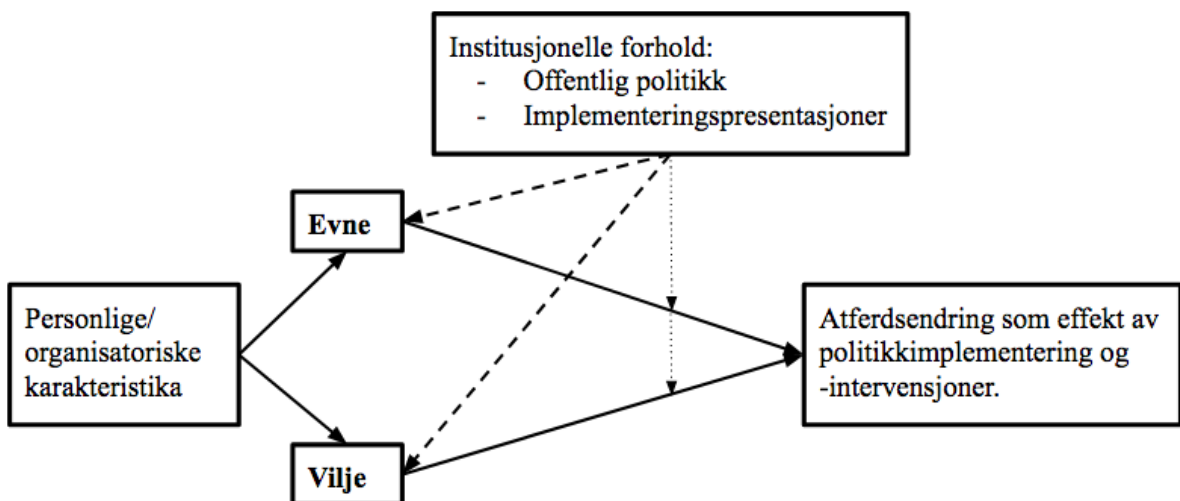 Institusjonelle forhold:
- Offentlig politikk
- Implementeringspresentasjoner
Evne
Personlige/
organisatoriske
karakteristika
Atferdsendring som effekt av
politikkimplementering og
-intervensjoner.
Vilje